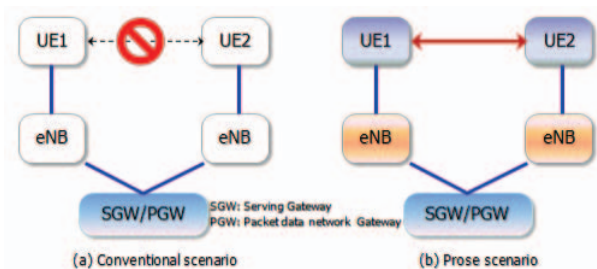 UE1 UE2 UE1 UE2
eNB eNB eNB eNB
SGW/PGW SGW: Serving Gateway SGW/PGW
PGW: Packet data network Gateway
(a) Conventional scenario (b) Prose scenario